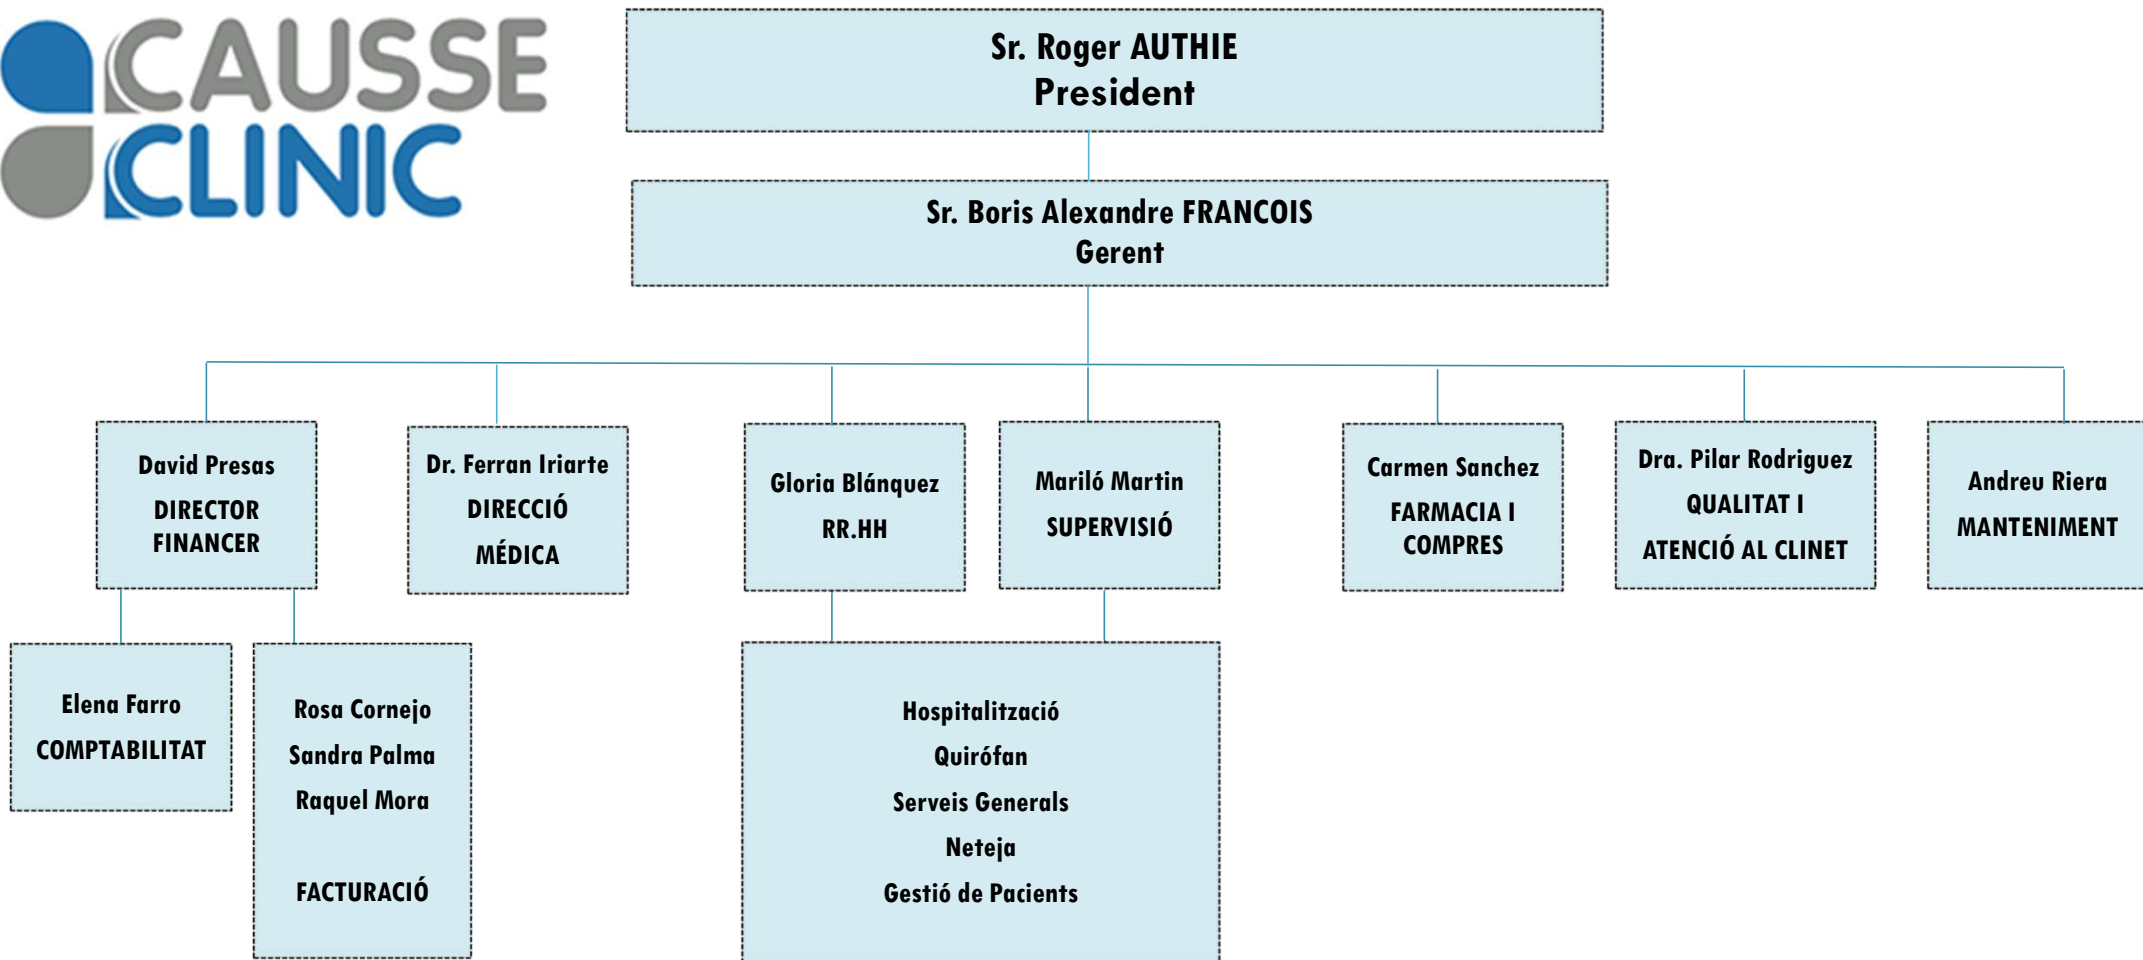 CAUSSE
CLINIC
Sr. Roger AUTHIE
President
Sr. Boris Alexandre FRANCOIS
Gerent
David Presas
DIRECTOR
FINANCER
Dr. Ferran Iriarte
DIRECCIÓ
MÉDICA
Gloria Blánquez
RR.HH
Mariló Martin
SUPERVISIÓ
Carmen Sanchez
FARMACIA I
COMPRES
Dra. Pilar Rodriguez
QUALITAT I
ATENCIÓ AL CLINET
Andreu Riera
MANTENIMENT
Elena Farro
COMPTABILITAT
Rosa Cornejo
Sandra Palma
Raquel Mora
FACTURACIÓ
Hospitalització
Quirófan
Serveis Generals
Neteja
Gestió de Pacients